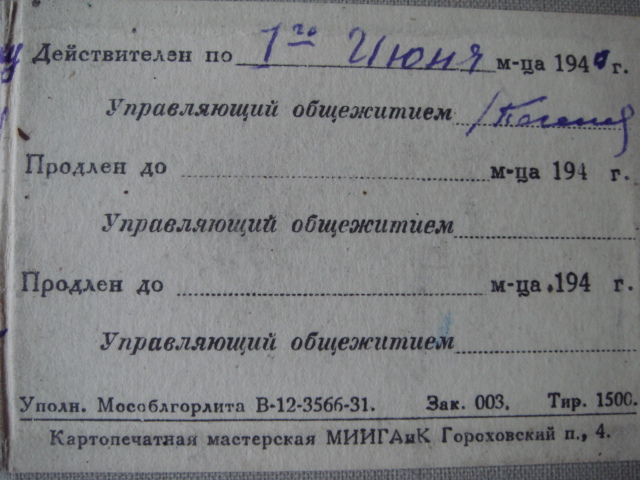 Действителен по 1го Июня м-ца 194 г.
Управляющий общежитием
Продлен до м-ца 194 г.
Управляющий общежитием
Продлен до м-ца 194 г.
Управляющий общежитием
Уполн. Мособлгорлита В-12-3566-31. Зак. 003. Тир. 1500.
Картопечатная мастерская МИИГАиК Гороховский п., 4.